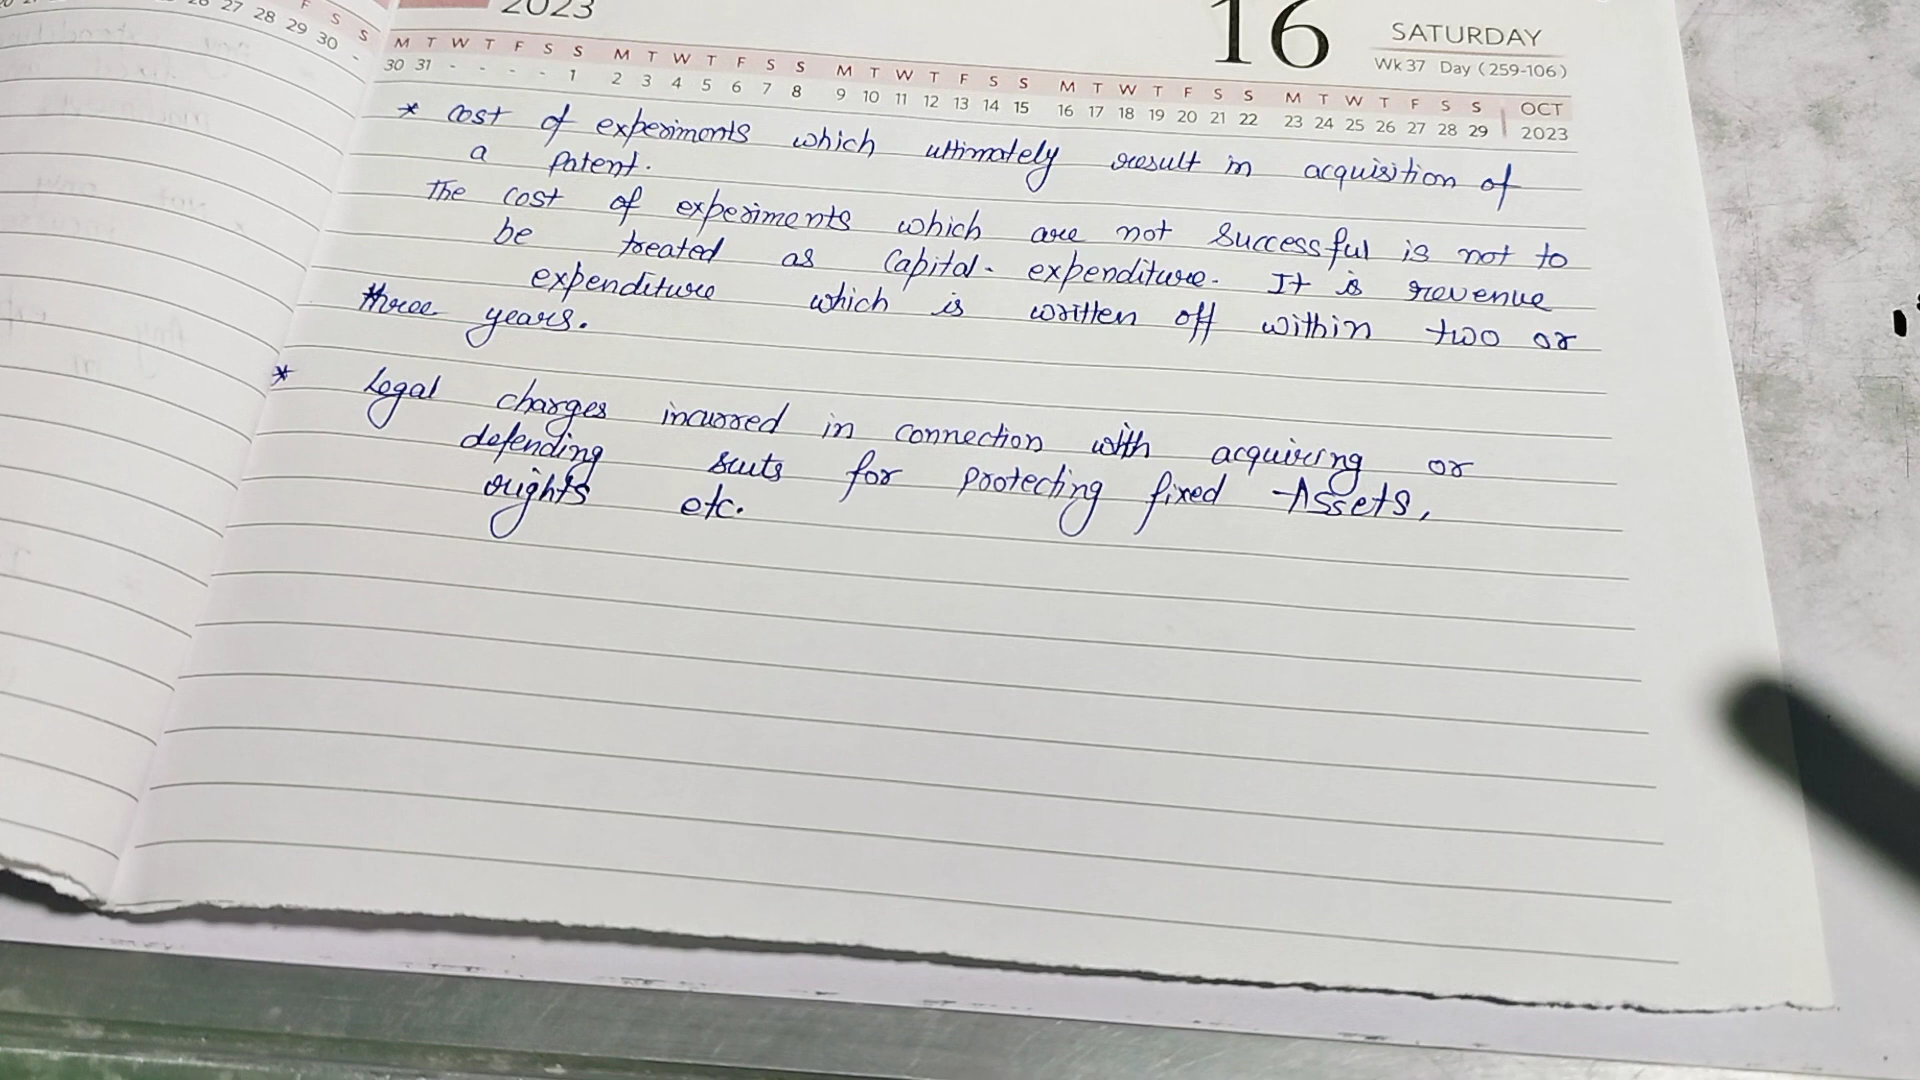 2023
16
SATURDAY
Wk 37 Day (259-106)
26 27 28 29 30 -
F S S
M T W T F S S M T W T F S S M T W T F S S M T W T F S S M T W T F S S OCT
30 31 - - - - 1 2 3 4 5 6 7 8 9 10 11 12 13 14 15 16 17 18 19 20 21 22 23 24 25 26 27 28 29 2023
* Cost of experiments which ultimately result in acquisition of
a Patent.
The cost of experiments which are not successful is not to
be treated as Capital- expenditure. It is revenue
expenditure which is written off within two or
three years.
* Legal charges incurred in connection with acquiring or
defending suits for protecting fixed Assets,
rights etc.